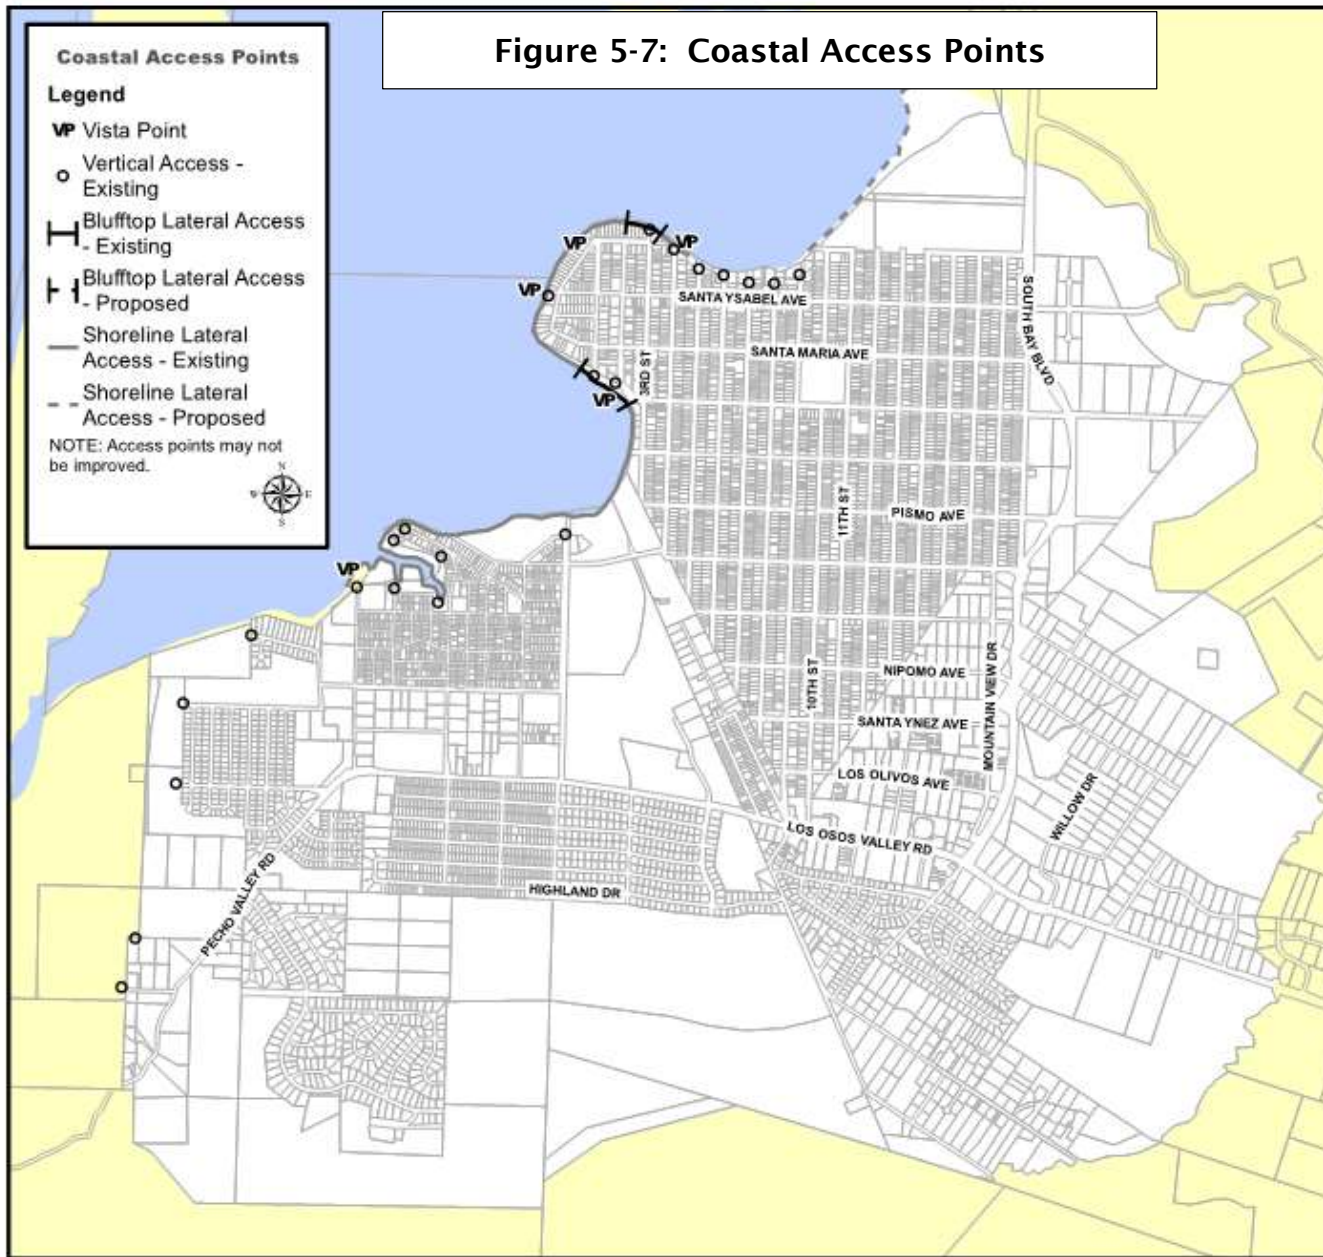 Figure 5-7: Coastal Access Points
Coastal Access Points
Legend
VP Vista Point
Vertical Access -
Existing
Blufftop Lateral Access
- Existing
Blufftop Lateral Access
- Proposed
Shoreline Lateral
Access - Existing
Shoreline Lateral
Access - Proposed
NOTE: Access points may not
be improved.
N
W E
S
VP
VP
VP
SANTA YSABEL AVE
SOUTH BAY BLVD
3RD ST
SANTA MARIA AVE
VP
11TH ST
PISMO AVE
VP
10TH ST
NIPOMO AVE
MOUNTAIN VIEW DR
SANTA YNEZ AVE
LOS OLIVOS AVE
WILLOW DR
LOS OSOS VALLEY RD
HIGHLAND DR
PECHO VALLEY RD